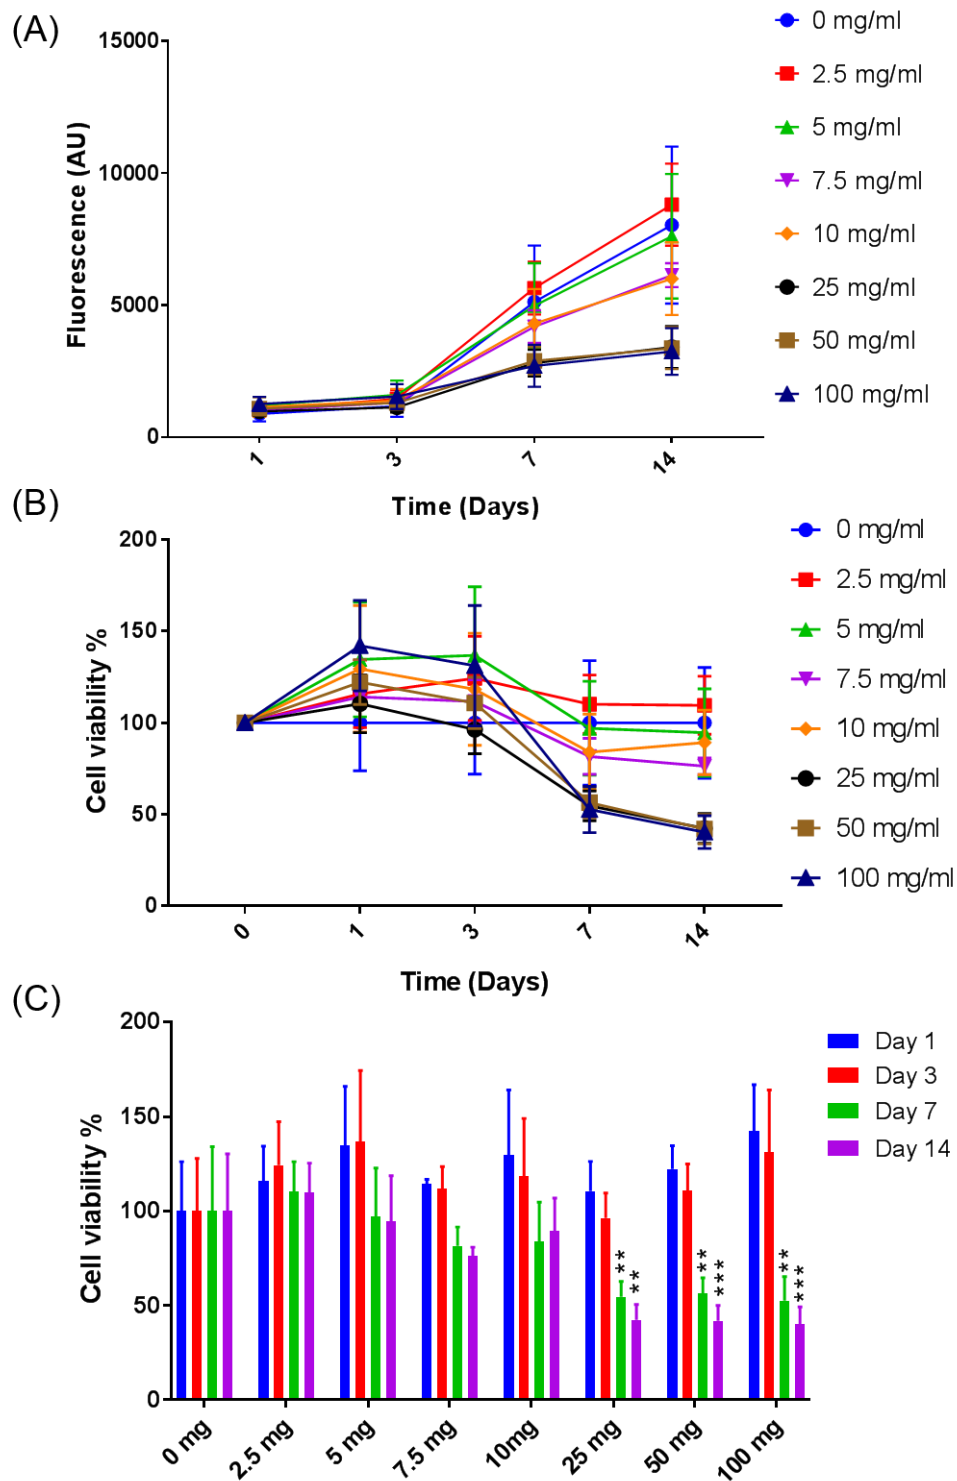 (A)
15000
10000
5000
0
Fluorescence (AU)
1 3 7 14
Time (Days)
0 mg/ml
2.5 mg/ml
5 mg/ml
7.5 mg/ml
10 mg/ml
25 mg/ml
50 mg/ml
100 mg/ml
(B)
200
150
100
50
0
Cell viability %
0 1 3 7 14
Time (Days)
0 mg/ml
2.5 mg/ml
5 mg/ml
7.5 mg/ml
10 mg/ml
25 mg/ml
50 mg/ml
100 mg/ml
(C)
200
150
100
50
0
Cell viability %
** ** ** *** ** ***
0 mg 2.5 mg 5 mg 7.5 mg 10mg 25 mg 50 mg 100 mg
Day 1
Day 3
Day 7
Day 14